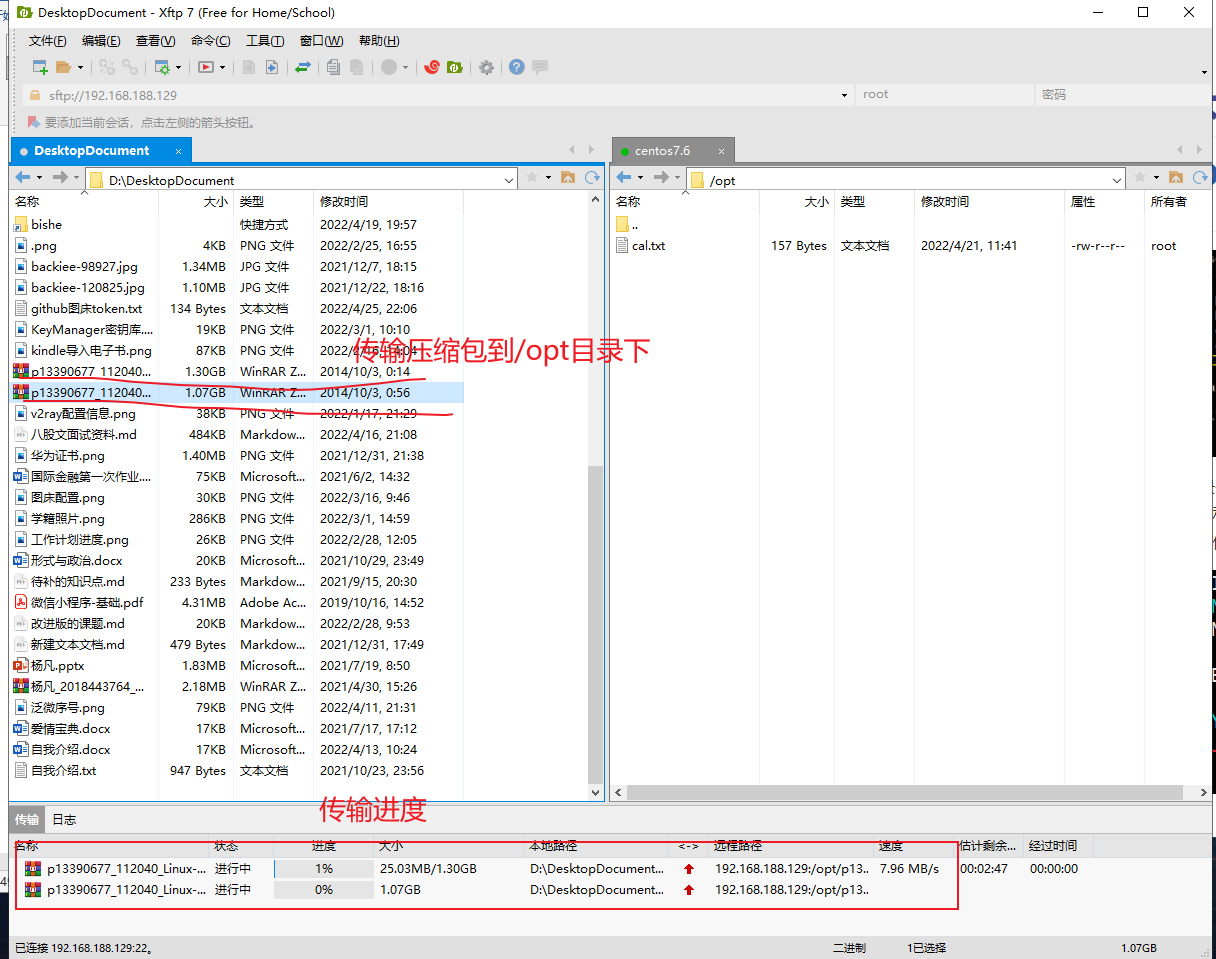 DesktopDocument - Xftp 7 (Free for Home/School)
文件(F) 编辑(E) 查看(V) 命令(C) 工具(T) 窗口(W) 帮助(H)
sftp://192.168.188.129 root 密码
要添加当前会话，点击左侧的箭头按钮。
DesktopDocument × centos7.6 ×
D:\DesktopDocument /opt
名称 大小 类型 修改时间 名称 大小 类型 修改时间 属性 所有者
bishe 快捷方式 2022/4/19, 19:57 ..
.png 4KB PNG 文件 2022/2/25, 16:55 cal.txt 157 Bytes 文本文档 2022/4/21, 11:41 -rw-r--r-- root
backiee-98927.jpg 1.34MB JPG 文件 2021/12/7, 18:15
backiee-120825.jpg 1.10MB JPG 文件 2021/12/22, 18:16
github图床token.txt 134 Bytes 文本文档 2022/4/25, 22:06
KeyManager密钥库.... 19KB PNG 文件 2022/3/1, 10:10
kindle导入电子书.png 87KB PNG 文件 2022/2/16, 14:04
传输压缩包到/opt目录下
p13390677_112040... 1.30GB WinRAR Z... 2014/10/3, 0:14
p13390677_112040... 1.07GB WinRAR Z... 2014/10/3, 0:56
v2ray配置信息.png 38KB PNG 文件 2022/1/17, 21:29
八股文面试资料.md 484KB Markdow... 2022/4/16, 21:08
华为证书.png 1.40MB PNG 文件 2021/12/31, 21:38
国际金融第一次作业.... 75KB Microsoft... 2021/6/2, 14:32
图床配置.png 30KB PNG 文件 2022/3/16, 9:46
学籍照片.png 286KB PNG 文件 2022/3/1, 14:59
工作计划进度.png 26KB PNG 文件 2022/2/28, 12:05
形式与政治.docx 20KB Microsoft... 2021/10/29, 23:49
待补的知识点.md 233 Bytes Markdow... 2021/9/15, 20:30
微信小程序-基础.pdf 4.31MB Adobe Ac... 2019/10/16, 14:52
改进版的课题.md 20KB Markdow... 2022/2/28, 9:53
新建文本文档.md 479 Bytes Markdow... 2021/12/31, 17:49
杨凡.pptx 1.83MB Microsoft... 2021/7/19, 8:50
杨凡_2018443764_... 2.18MB WinRAR Z... 2021/4/30, 15:26
泛微序号.png 79KB PNG 文件 2022/4/11, 21:31
爱情宝典.docx 17KB Microsoft... 2021/7/17, 17:12
自我介绍.docx 17KB Microsoft... 2022/4/13, 10:24
自我介绍.txt 947 Bytes 文本文档 2021/10/23, 23:56
传输进度
传输 日志
名称 状态 进度 大小 本地路径 <-> 远程路径 速度 估计剩余... 经过时间
p13390677_112040_Linux-... 进行中 1% 25.03MB/1.30GB D:\DesktopDocument... 192.168.188.129:/opt/p13.. 7.96 MB/s 00:02:47 00:00:00
p13390677_112040_Linux-... 进行中 0% 1.07GB D:\DesktopDocument... 192.168.188.129:/opt/p13..
已连接 192.168.188.129:22。 二进制 1已选择 1.07GB